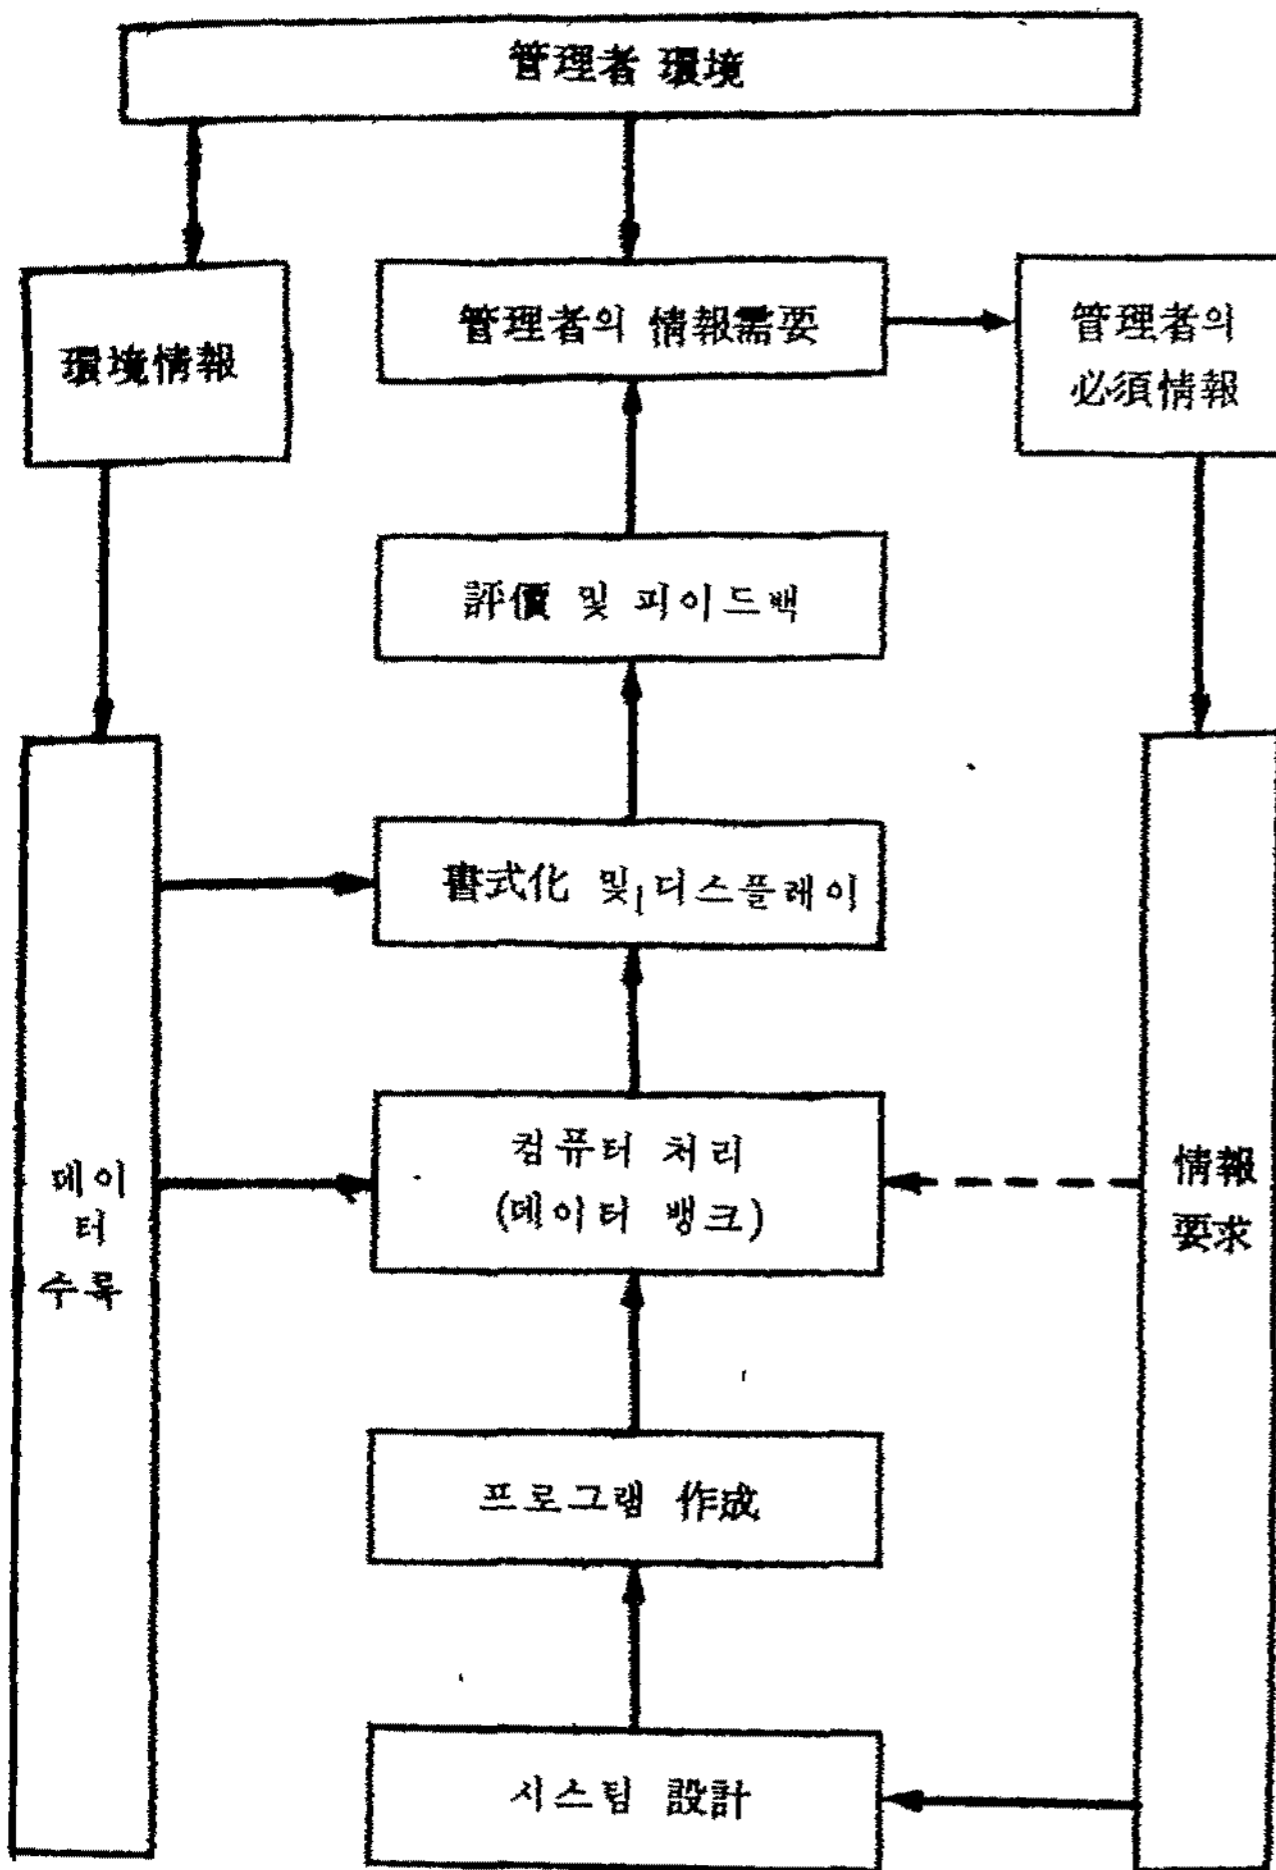 管理者 環境
環境情報
管理者의 情報需要
管理者의
必須情報
評價 및 피이드백
書式化 및 디스플레이
컴퓨터 처리
(데이터 뱅크)
데이
터
수록
情報
要求
프로그램 作成
시스팀 設計